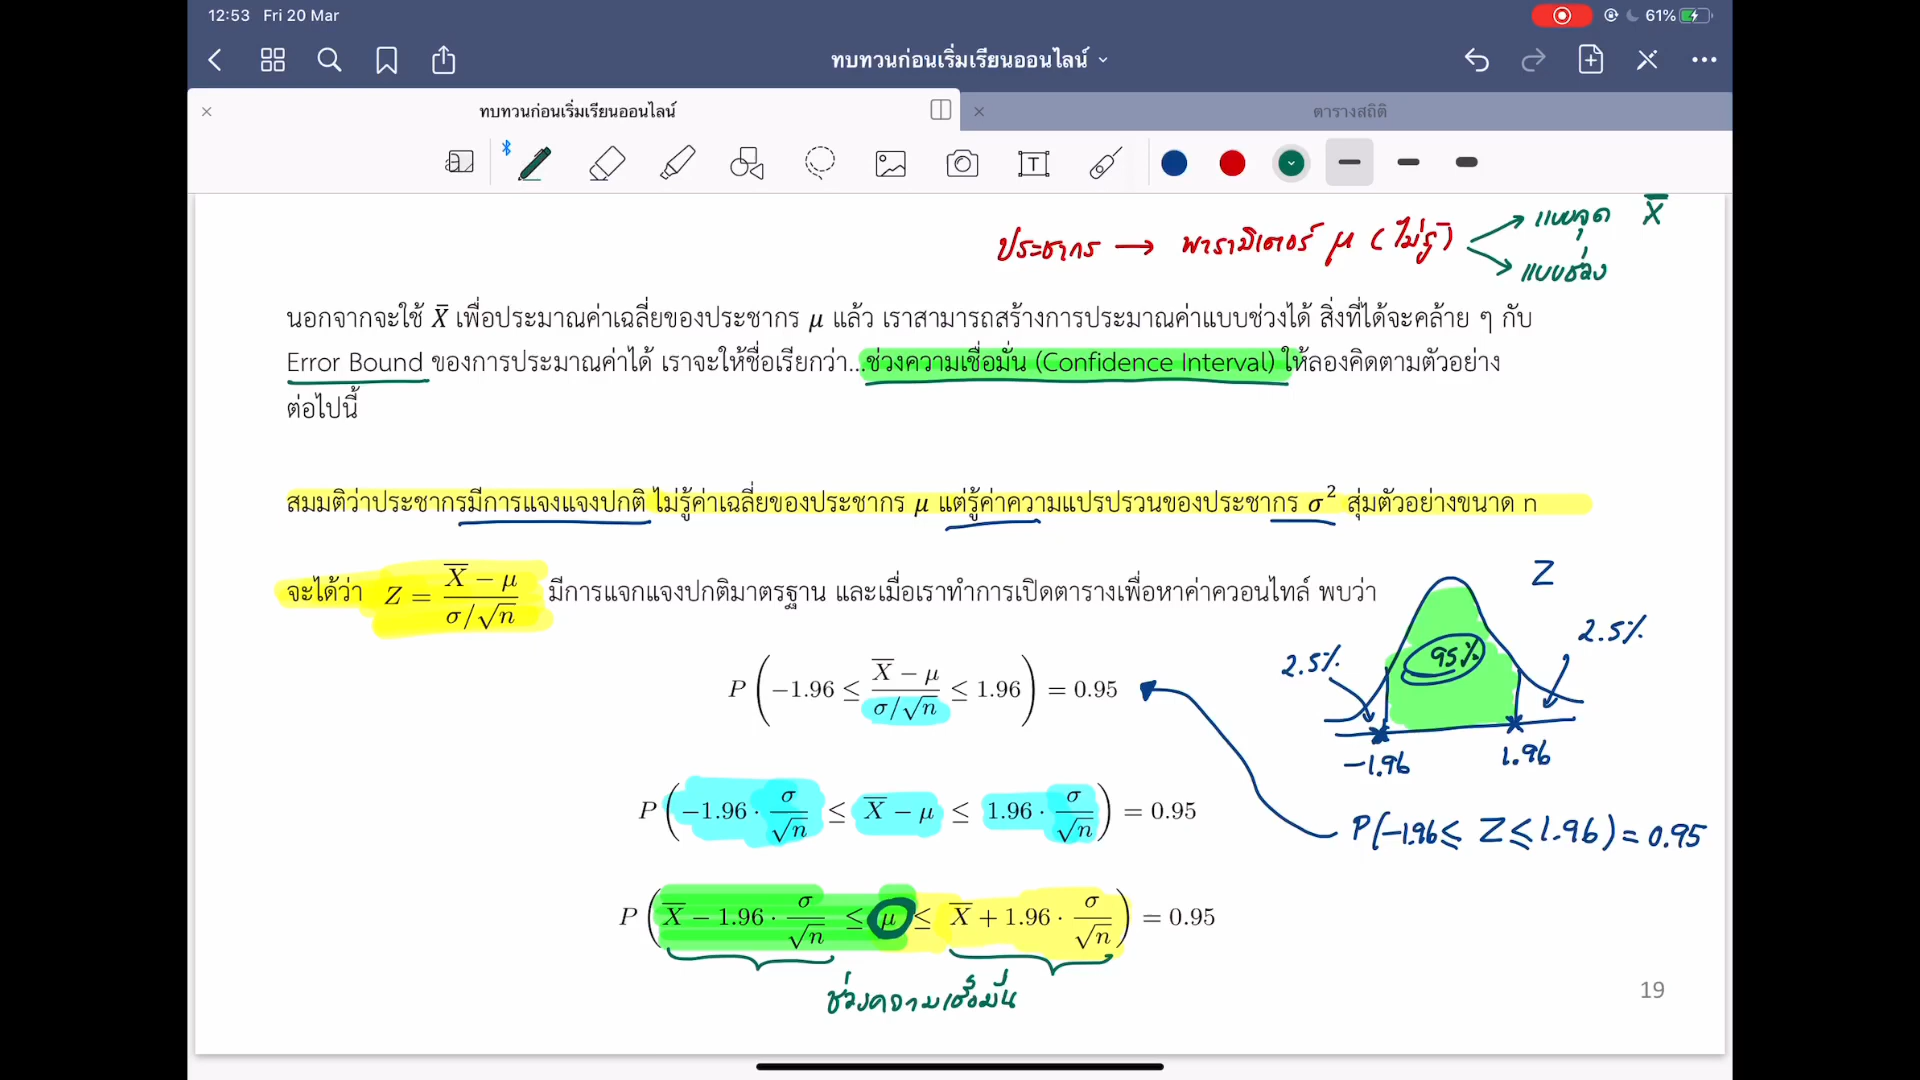 12:53 Fri 20 Mar 61%
ทบทวนก่อนเริ่มเรียนออนไลน์
ทบทวนก่อนเริ่มเรียนออนไลน์ ตารางสถิติ
ประชากร → พารามิเตอร์ μ (ไม่รู้)
แบบจุด X̅
แบบช่วง
นอกจากจะใช้ X̅ เพื่อประมาณค่าเฉลี่ยของประชากร μ แล้ว เราสามารถสร้างการประมาณค่าแบบช่วงได้ สิ่งที่ได้จะคล้าย ๆ กับ
Error Bound ของการประมาณค่าได้ เราจะให้ชื่อเรียกว่า...ช่วงความเชื่อมั่น (Confidence Interval) ให้ลองคิดตามตัวอย่าง
ต่อไปนี้
สมมติว่าประชากรมีการแจงแจงปกติ ไม่รู้ค่าเฉลี่ยของประชากร μ แต่รู้ค่าความแปรปรวนของประชากร σ² สุ่มตัวอย่างขนาด n
จะได้ว่า Z = (X̅ − μ)/(σ/√n) มีการแจกแจงปกติมาตรฐาน และเมื่อเราทำการเปิดตารางเพื่อหาค่าควอนไทล์ พบว่า
Z
2.5% 95% 2.5%
−1.96 1.96
P(−1.96 ≤ (X̅ − μ)/(σ/√n) ≤ 1.96) = 0.95
P(−1.96 · σ/√n ≤ X̅ − μ ≤ 1.96 · σ/√n) = 0.95
P(−1.96 ≤ Z ≤ 1.96) = 0.95
P(X̅ − 1.96 · σ/√n ≤ μ ≤ X̅ + 1.96 · σ/√n) = 0.95
ช่วงความเชื่อมั่น
19